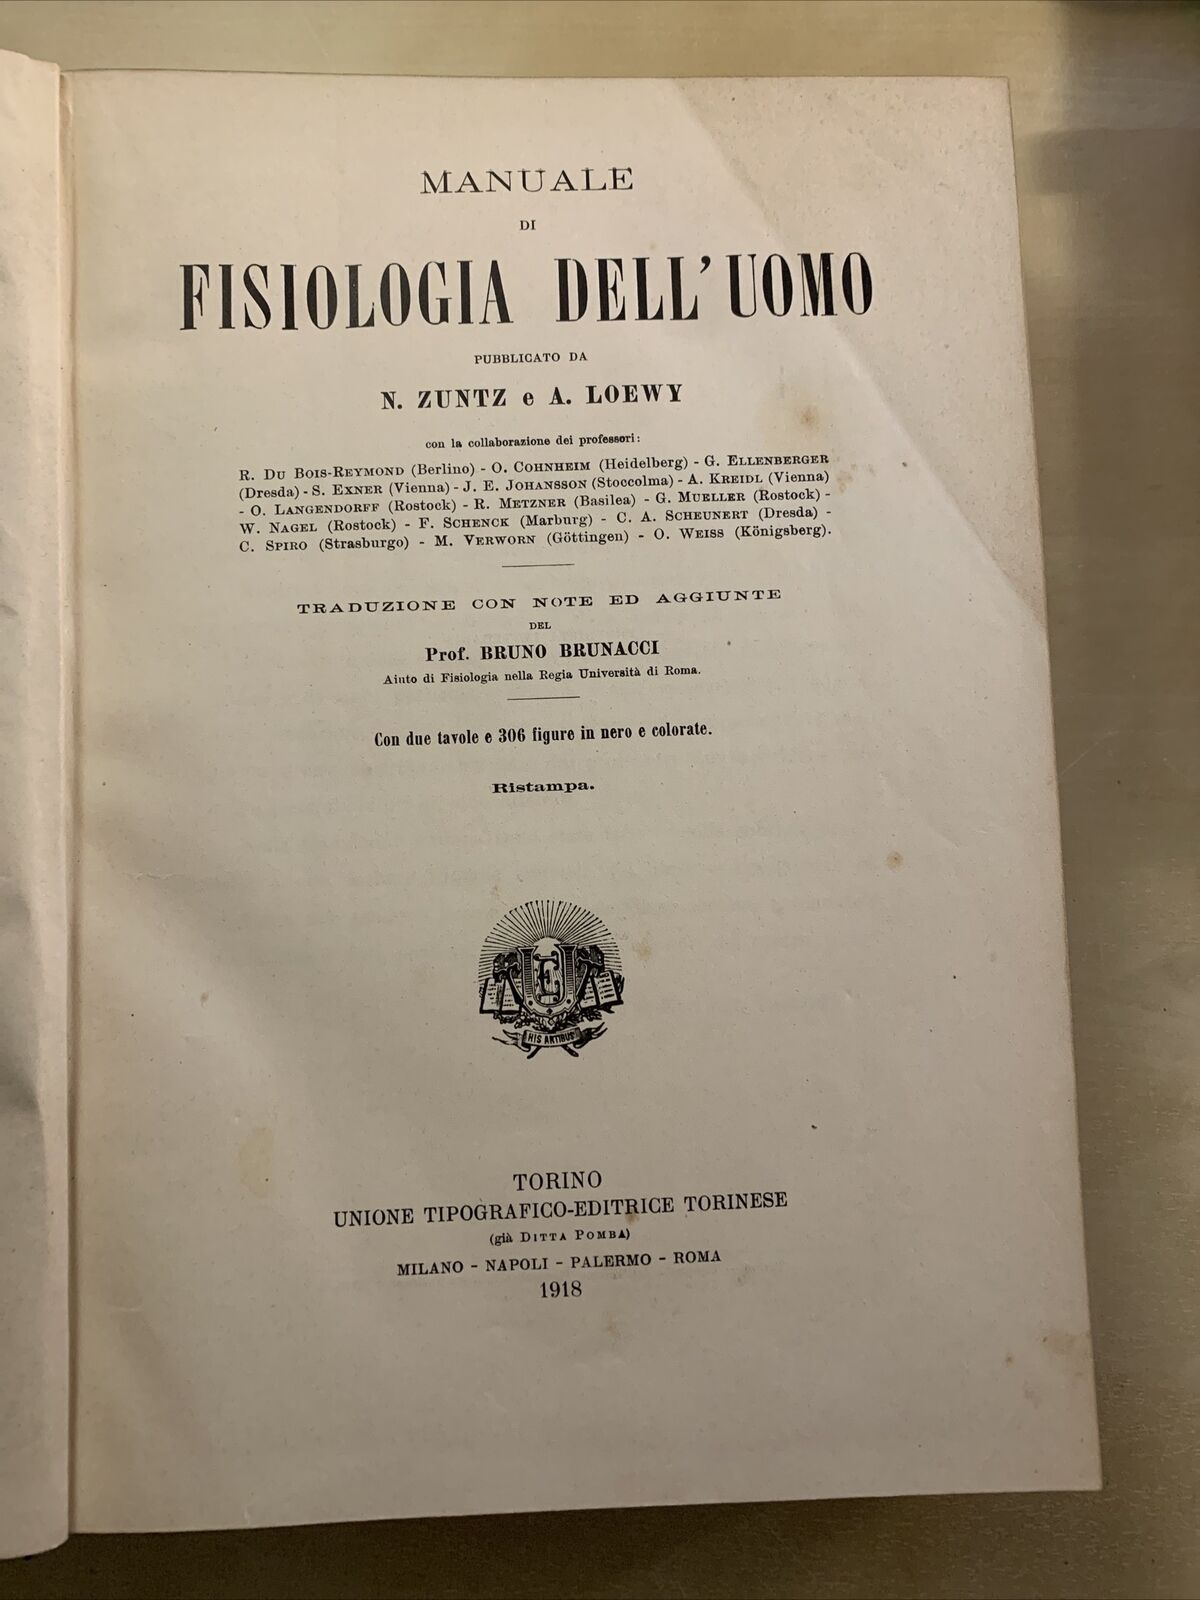 MANUALE
DI
FISIOLOGIA DELL'UOMO
PUBBLICATO DA
N. ZUNTZ e A. LOEWY
con la collaborazione dei professori:
R. DU BOIS-REYMOND (Berlino) - O. COHNHEIM (Heidelberg) - G. ELLENBERGER
(Dresda) - S. EXNER (Vienna) - J. E. JOHANSSON (Stoccolma) - A. KREIDL (Vienna)
- O. LANGENDORFF (Rostock) - R. METZNER (Basilea) - G. MUELLER (Rostock) -
W. NAGEL (Rostock) - F. SCHENCK (Marburg) - C. A. SCHEUNERT (Dresda) -
C. SPIRO (Strasburgo) - M. VERWORN (Göttingen) - O. WEISS (Königsberg).
TRADUZIONE CON NOTE ED AGGIUNTE
DEL
Prof. BRUNO BRUNACCI
Aiuto di Fisiologia nella Regia Università di Roma.
Con due tavole e 306 figure in nero e colorate.
Ristampa.
UTE
HIS ARTIBUS
TORINO
UNIONE TIPOGRAFICO-EDITRICE TORINESE
(già DITTA POMBA)
MILANO - NAPOLI - PALERMO - ROMA
1918